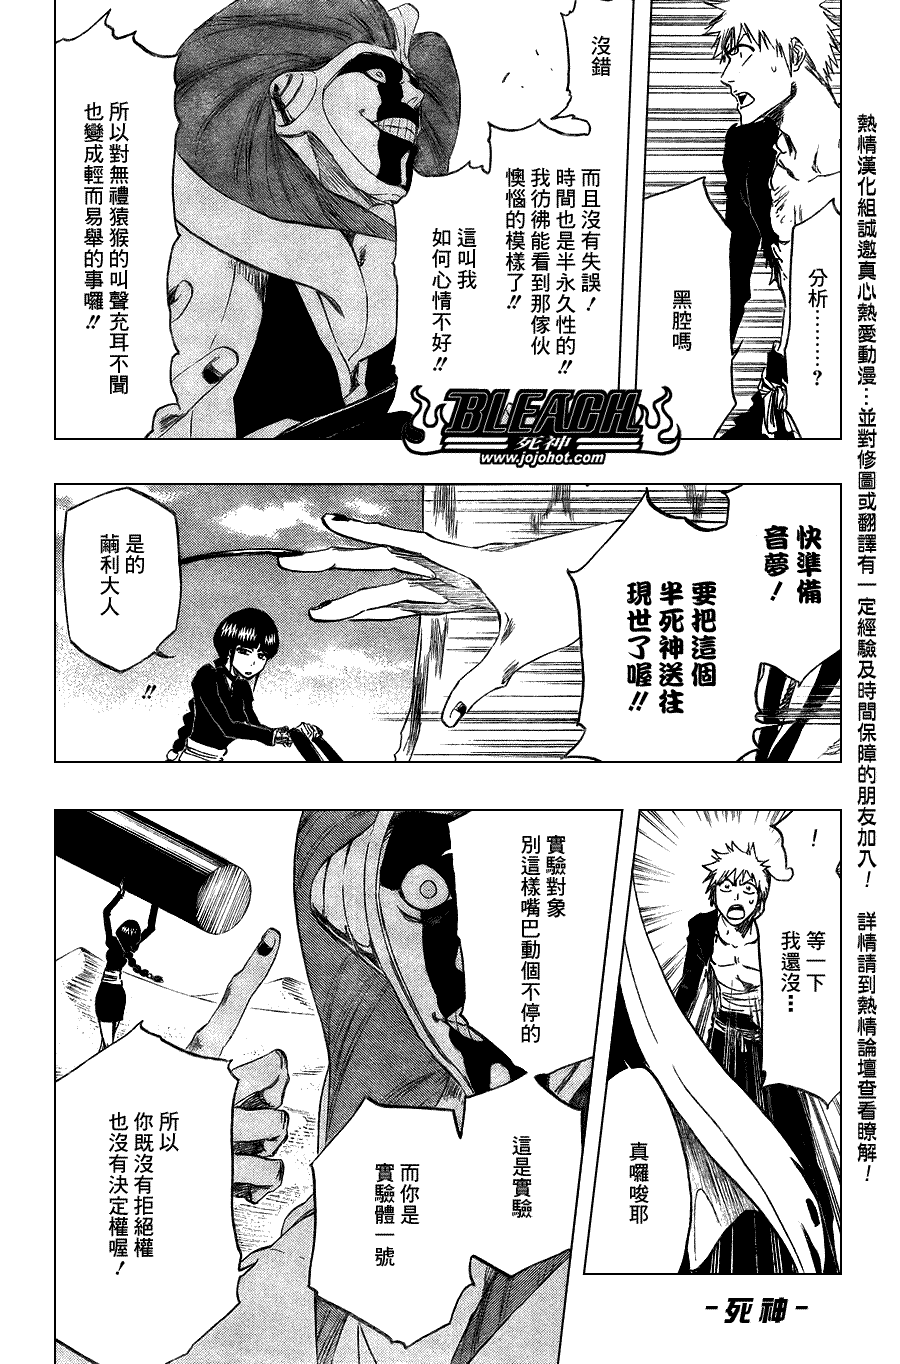 分析………?
黑腔嗎
沒錯
而且沒有失誤!
時間也是半永久性的!!
我彷彿能看到那傢伙
懊惱的模樣了!!
這叫我
如何心情不好!!
所以對無禮猿猴的叫聲充耳不聞
也變成輕而易舉的事囉!!
BLEACH
死神
www.jojohot.com
快準備
音夢!
要把這個
半死神送往
現世了喔!!
是的
繭利大人
!!
!
等一下
我還沒…
真囉唆耶
實驗對象
別這樣嘴巴動個不停的
這是實驗
而你是
實驗體一號
所以
你既沒有拒絕權
也沒有決定權喔!
-死神-
熱情漢化組誠邀真心熱愛動漫…並對修圖或翻譯有一定經驗及時間保障的朋友加入! 詳情請到熱情論壇查看瞭解!